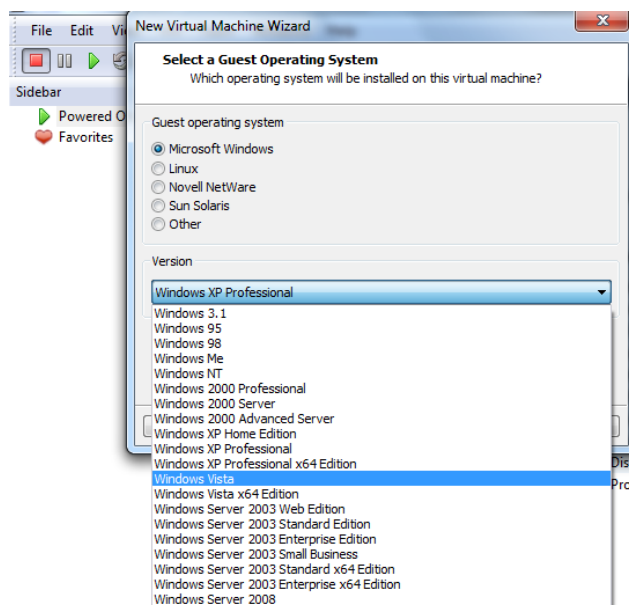 File Edit Vi
New Virtual Machine Wizard
Sidebar
Powered O
Favorites
Select a Guest Operating System
Which operating system will be installed on this virtual machine?
Guest operating system
Microsoft Windows
Linux
Novell NetWare
Sun Solaris
Other
Version
Windows XP Professional
Windows 3.1
Windows 95
Windows 98
Windows Me
Windows NT
Windows 2000 Professional
Windows 2000 Server
Windows 2000 Advanced Server
Windows XP Home Edition
Windows XP Professional
Windows XP Professional x64 Edition
Windows Vista
Windows Vista x64 Edition
Windows Server 2003 Web Edition
Windows Server 2003 Standard Edition
Windows Server 2003 Enterprise Edition
Windows Server 2003 Small Business
Windows Server 2003 Standard x64 Edition
Windows Server 2003 Enterprise x64 Edition
Windows Server 2008
Dis
Pro